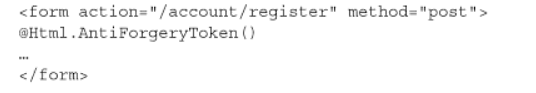 <form action="/account/register" method="post">
@Html.AntiForgeryToken()
…
</form>